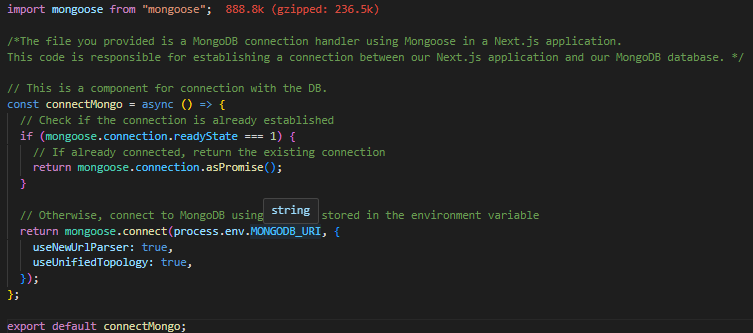 import mongoose from "mongoose";  888.8k (gzipped: 236.5k)

/*The file you provided is a MongoDB connection handler using Mongoose in a Next.js application.
This code is responsible for establishing a connection between our Next.js application and our MongoDB database. */

// This is a component for connection with the DB.
const connectMongo = async () => {
  // Check if the connection is already established
  if (mongoose.connection.readyState === 1) {
    // If already connected, return the existing connection
    return mongoose.connection.asPromise();
  }

string
  // Otherwise, connect to MongoDB using stored in the environment variable
  return mongoose.connect(process.env.MONGODB_URI, {
    useNewUrlParser: true,
    useUnifiedTopology: true,
  });
};

export default connectMongo;